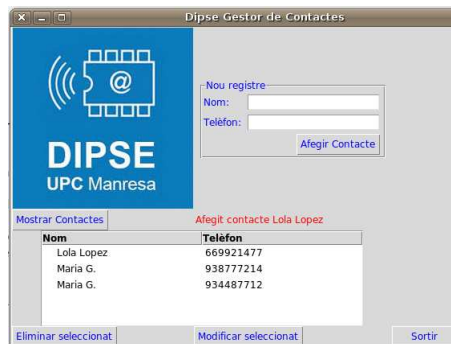 Dipse Gestor de Contactes
@
DIPSE
UPC Manresa
Nou registre
Nom:
Telèfon:
Afegir Contacte
Mostrar Contactes
Afegit contacte Lola Lopez
Nom Telèfon
Lola Lopez 669921477
Maria G. 938777214
Maria G. 934487712
Eliminar seleccionat Modificar seleccionat Sortir